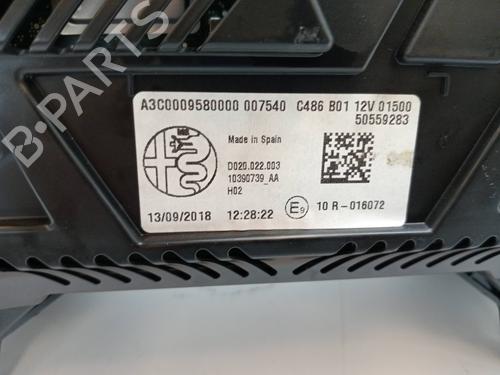 A3C0009580000 007540 C486 B01 12V 01500
50559283
Made in Spain
D020.022.003
10390739_AA
H02
13/09/2018 12:28:22 E9 10 R-016072
B-PARTS